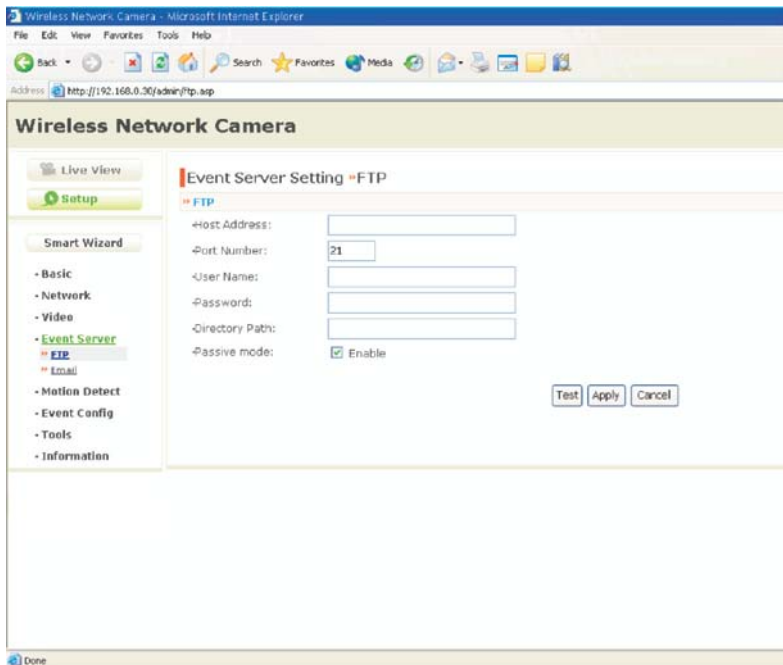 Wireless Network Camera - Microsoft Internet Explorer
File Edit View Favorites Tools Help
Back Search Favorites Media
Address http://192.168.0.30/admin/ftp.asp
Wireless Network Camera
Live View
Setup
Smart Wizard
- Basic
- Network
- Video
- Event Server
» FTP
» Email
- Motion Detect
- Event Config
- Tools
- Information
Event Server Setting »FTP
» FTP
-Host Address:
-Port Number: 21
-User Name:
-Password:
-Directory Path:
-Passive mode: Enable
Test Apply Cancel
Done